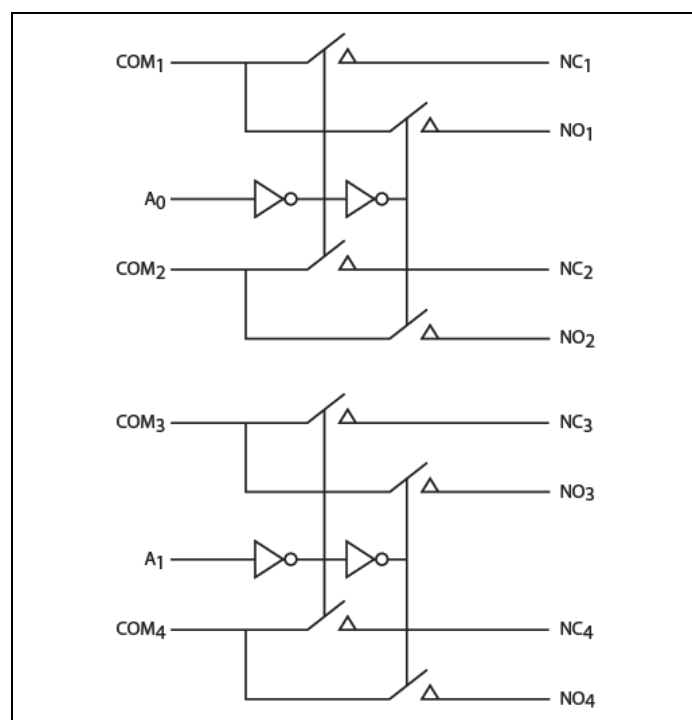 COM1 NC1
NO1
A0
COM2 NC2
NO2
COM3 NC3
NO3
A1
COM4 NC4
NO4